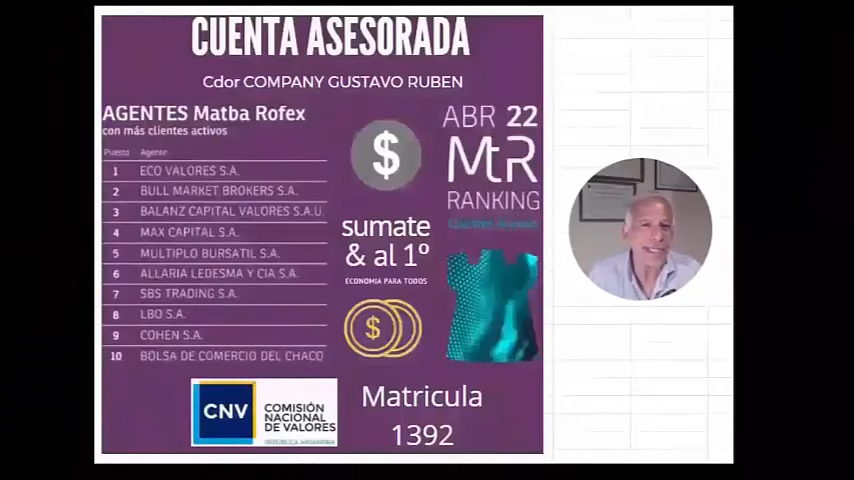 CUENTA ASESORADA
Cdor COMPANY GUSTAVO RUBEN
AGENTES Matba Rofex
con más clientes activos
Puesto Agente
1 ECO VALORES S.A.
2 BULL MARKET BROKERS S.A.
3 BALANZ CAPITAL VALORES S.A.U.
4 MAX CAPITAL S.A.
5 MULTIPLO BURSATIL S.A.
6 ALLARIA LEDESMA Y CIA S.A.
7 SBS TRADING S.A.
8 LBO S.A.
9 COHEN S.A.
10 BOLSA DE COMERCIO DEL CHACO
$
sumate
& al 1º
ECONOMIA PARA TODOS
$
ABR 22
MtR
RANKING
CNV
COMISIÓN
NACIONAL
DE VALORES
REPÚBLICA ARGENTINA
Matricula
1392